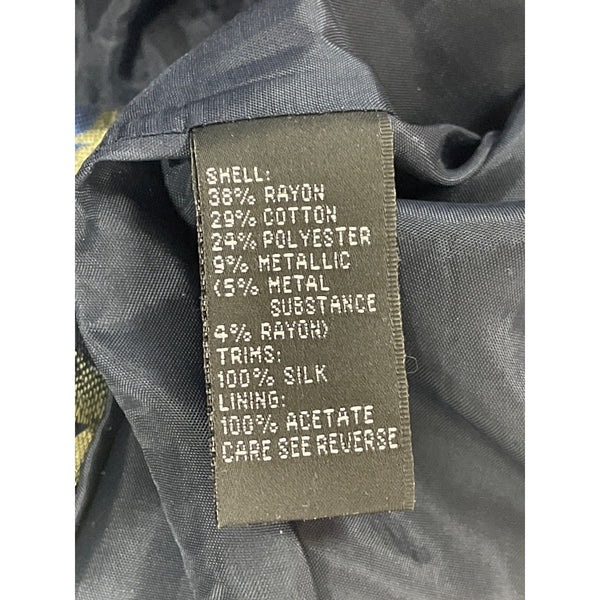 SHELL:
38% RAYON
29% COTTON
24% POLYESTER
9% METALLIC
(5% METAL
SUBSTANCE
4% RAYON)
TRIMS:
100% SILK
LINING:
100% ACETATE
CARE SEE REVERSE